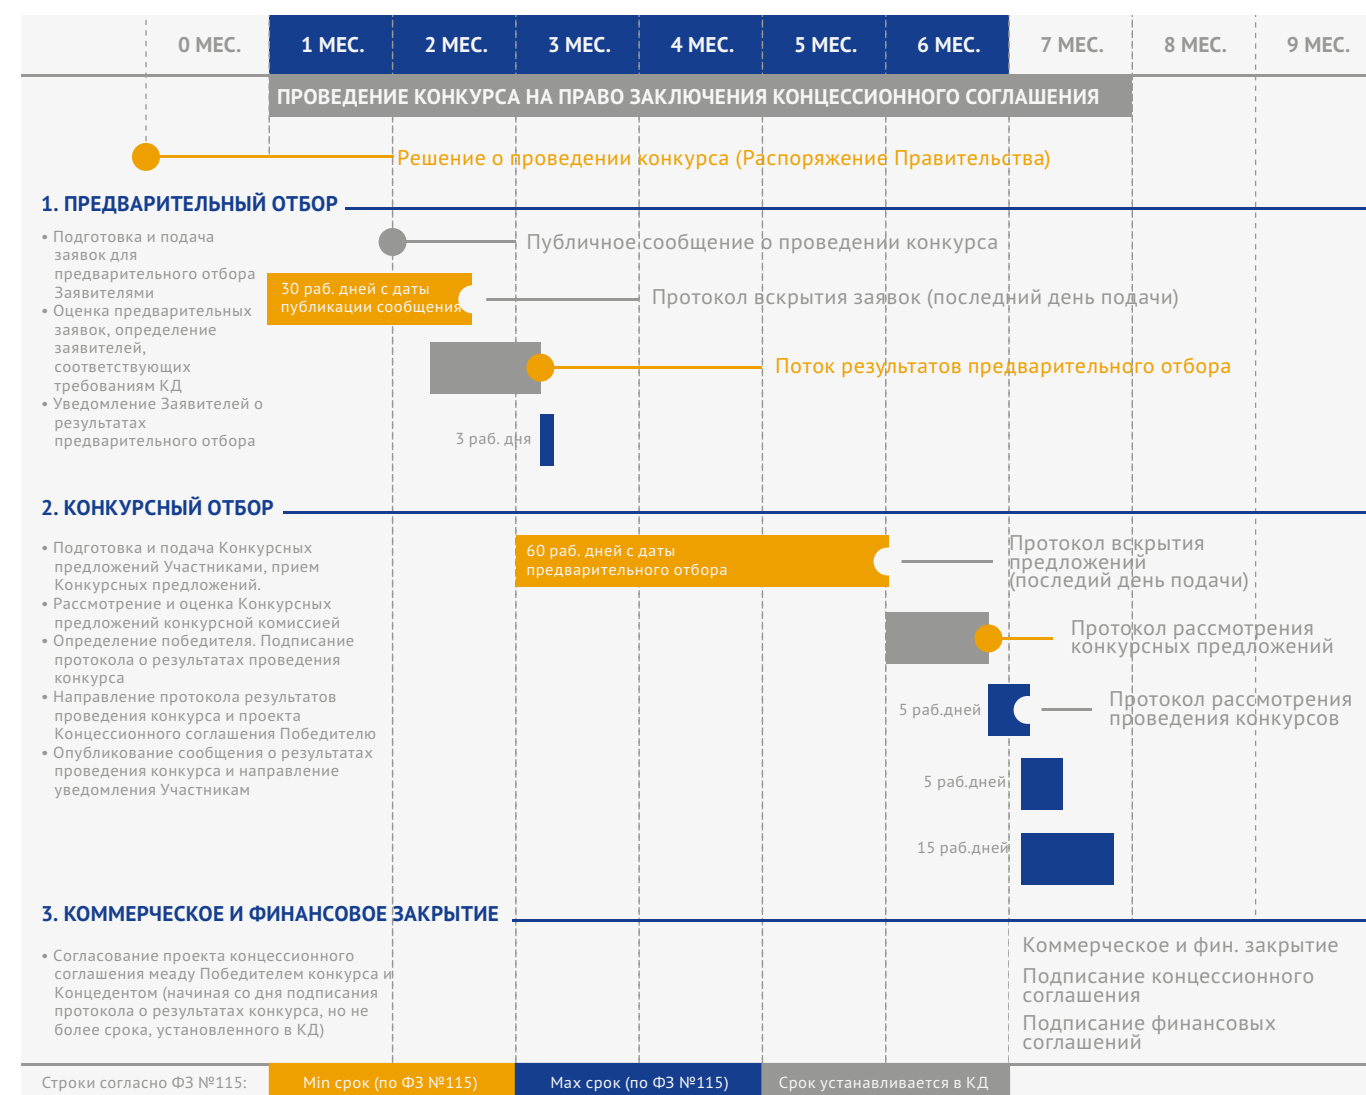 0 МЕС. 1 МЕС. 2 МЕС. 3 МЕС. 4 МЕС. 5 МЕС. 6 МЕС. 7 МЕС. 8 МЕС. 9 МЕС.
ПРОВЕДЕНИЕ КОНКУРСА НА ПРАВО ЗАКЛЮЧЕНИЯ КОНЦЕССИОННОГО СОГЛАШЕНИЯ
Решение о проведении конкурса (Распоряжение Правительства)
1. ПРЕДВАРИТЕЛЬНЫЙ ОТБОР
• Подготовка и подача
заявок для
предварительного отбора
Заявителями
• Оценка предварительных
заявок, определение
заявителей,
соответствующих
требованиям КД
• Уведомление Заявителей о
результатах
предварительного отбора
Публичное сообщение о проведении конкурса
30 раб. дней с даты
публикации сообщения
Протокол вскрытия заявок (последний день подачи)
Поток результатов предварительного отбора
3 раб. дня
2. КОНКУРСНЫЙ ОТБОР
• Подготовка и подача Конкурсных
предложений Участниками, прием
Конкурсных предложений.
• Рассмотрение и оценка Конкурсных
предложений конкурсной комиссией
• Определение победителя. Подписание
протокола о результатах проведения
конкурса
• Направление протокола результатов
проведения конкурса и проекта
Концессионного соглашения Победителю
• Опубликование сообщения о результатах
проведения конкурса и направление
уведомления Участникам
60 раб. дней с даты
предварительного отбора
Протокол вскрытия
предложений
(последий день подачи)
Протокол рассмотрения
конкурсных предложений
5 раб.дней
Протокол рассмотрения
проведения конкурсов
5 раб.дней
15 раб.дней
3. КОММЕРЧЕСКОЕ И ФИНАНСОВОЕ ЗАКРЫТИЕ
• Согласование проекта концессионного
соглашения меаду Победителем конкурса и
Концедентом (начиная со дня подписания
протокола о результатах конкурса, но не
более срока, установленного в КД)
Коммерческое и фин. закрытие
Подписание концессионного
соглашения
Подписание финансовых
соглашений
Строки согласно ФЗ №115:
Min срок (по ФЗ №115)
Max срок (по ФЗ №115)
Срок устанавливается в КД